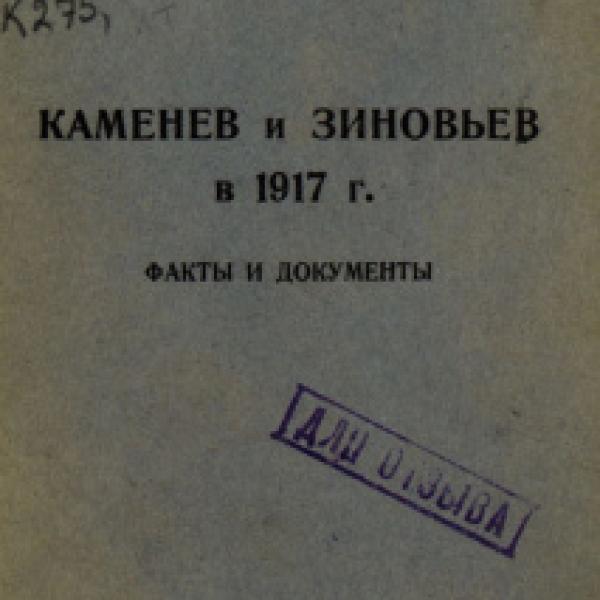 К275,
КАМЕНЕВ и ЗИНОВЬЕВ
в 1917 г.
ФАКТЫ И ДОКУМЕНТЫ
ДЛЯ ОТЗЫВА